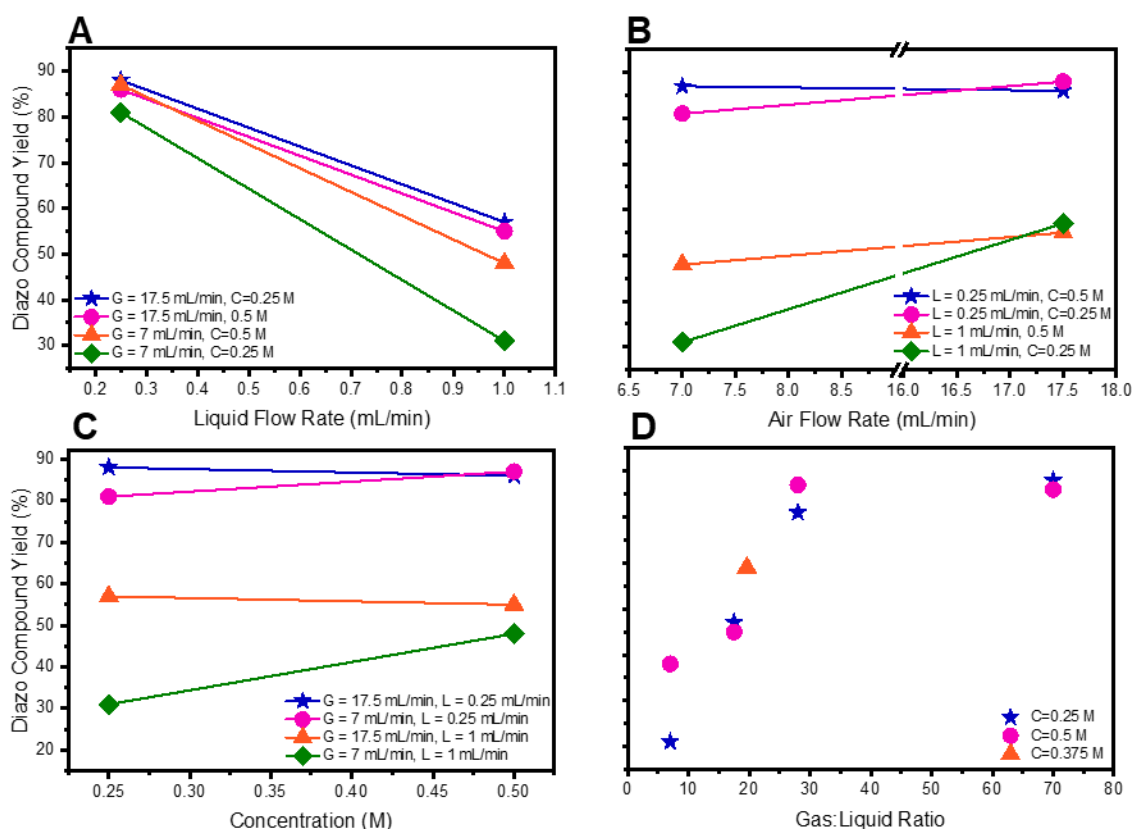 A
Diazo Compound Yield (%)
90
80
70
60
50
40
30
G = 17.5 mL/min, C=0.25 M
G = 17.5 mL/min, 0.5 M
G = 7 mL/min, C=0.5 M
G = 7 mL/min, C=0.25 M
0.2 0.3 0.4 0.5 0.6 0.7 0.8 0.9 1.0 1.1
Liquid Flow Rate (mL/min)
B
L = 0.25 mL/min, C=0.5 M
L = 0.25 mL/min, C=0.25 M
L = 1 mL/min, 0.5 M
L = 1 mL/min, C=0.25 M
6.5 7.0 7.5 8.0 8.5 16.0 16.5 17.0 17.5 18.0
Air Flow Rate (mL/min)
C
Diazo Compound Yield (%)
90
80
70
60
50
40
30
20
G = 17.5 mL/min, L = 0.25 mL/min
G = 7 mL/min, L = 0.25 mL/min
G = 17.5 mL/min, L = 1 mL/min
G = 7 mL/min, L = 1 mL/min
0.25 0.30 0.35 0.40 0.45 0.50
Concentration (M)
D
C=0.25 M
C=0.5 M
C=0.375 M
0 10 20 30 40 50 60 70 80
Gas:Liquid Ratio